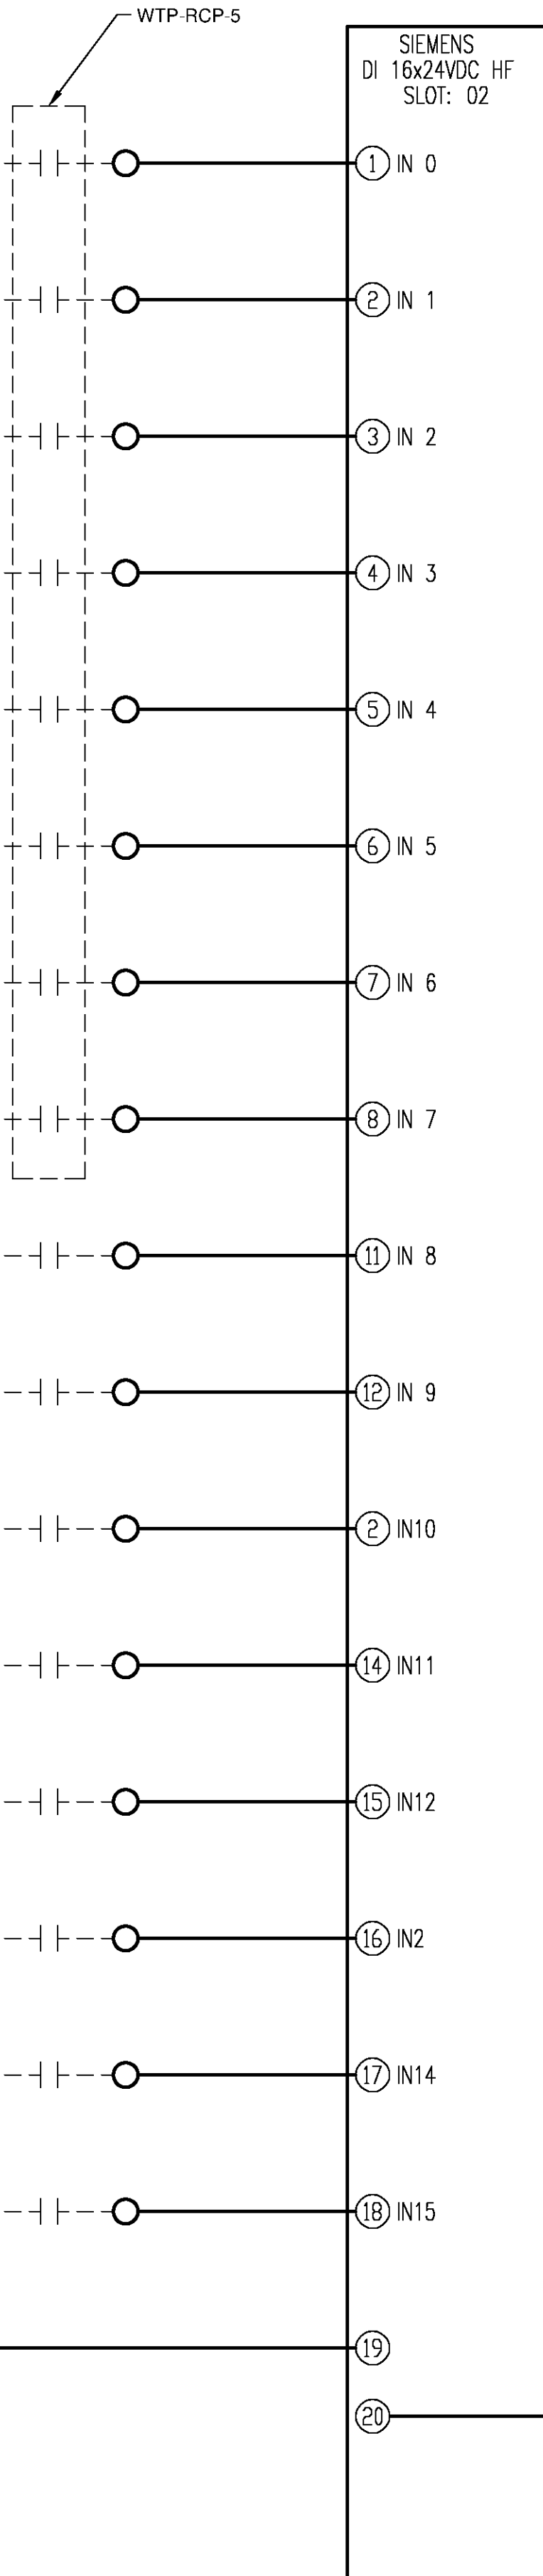 WTP-RCP-5
SIEMENS
DI 16x24VDC HF
SLOT: 02
1 IN 0
2 IN 1
3 IN 2
4 IN 3
5 IN 4
6 IN 5
7 IN 6
8 IN 7
11 IN 8
12 IN 9
2 IN10
14 IN11
15 IN12
16 IN2
17 IN14
18 IN15
19
20